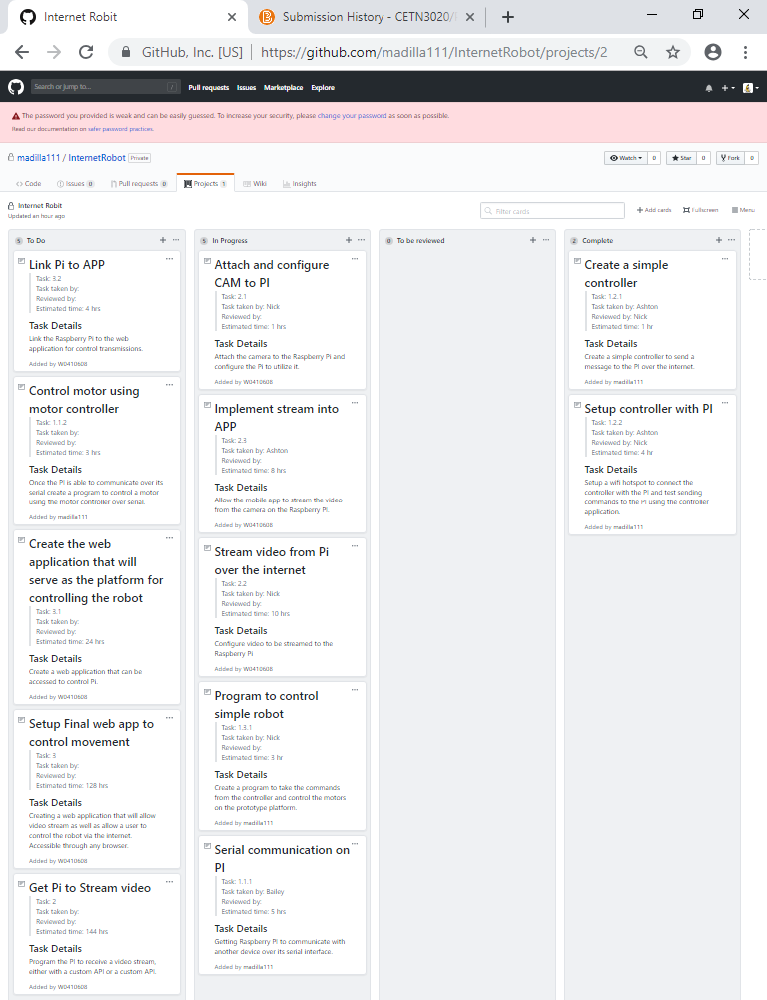 Internet Robit
Submission History - CETN3020/
GitHub, Inc. [US] | https://github.com/madilla111/InternetRobot/projects/2
Search or jump to...
/
Pull requests Issues Marketplace Explore
The password you provided is weak and can be easily guessed. To increase your security, please change your password as soon as possible.
Read our documentation on safer password practices.
madilla111 / InternetRobot Private
Watch 0 Star 0 Fork 0
Code Issues 0 Pull requests 0 Projects 1 Wiki Insights
Internet Robit
Updated an hour ago
Filter cards
Add cards Fullscreen Menu
5 To Do
Link Pi to APP
Task: 3.2
Task taken by:
Reviewed by:
Estimated time: 4 hrs
Task Details
Link the Raspberry Pi to the web
application for control transmissions.
Added by W0410608
Control motor using
motor controller
Task: 1.1.2
Task taken by:
Reviewed by:
Estimated time: 3 hrs
Task Details
Once the PI is able to communicate over its
serial create a program to control a motor
using the motor controller over serial.
Added by madilla111
Create the web
application that will
serve as the platform for
controlling the robot
Task: 3.1
Task taken by:
Reviewed by:
Estimated time: 24 hrs
Task Details
Create a web application that can be
accessed to control Pi.
Added by W0410608
Setup Final web app to
control movement
Task: 3
Task taken by:
Reviewed by:
Estimated time: 128 hrs
Task Details
Creating a web application that will allow
video stream as well as allow a user to
control the robot via the internet.
Accessible through any browser.
Added by W0410608
Get Pi to Stream video
Task: 2
Task taken by:
Reviewed by:
Estimated time: 144 hrs
Task Details
Program the PI to receive a video stream,
either with a custom API or a custom API.
Added by W0410608
5 In Progress
Attach and configure
CAM to PI
Task: 2.1
Task taken by: Nick
Reviewed by:
Estimated time: 1 hrs
Task Details
Attach the camera to the Raspberry Pi and
configure the PI to utilize it.
Added by W0410608
Implement stream into
APP
Task: 2.3
Task taken by: Ashton
Reviewed by:
Estimated time: 8 hrs
Task Details
Allow the mobile app to stream the video
from the camera on the Raspberry PI.
Added by W0410608
Stream video from Pi
over the internet
Task: 2.2
Task taken by: Nick
Reviewed by:
Estimated time: 10 hrs
Task Details
Configure video to be streamed to the
Raspberry Pi
Added by W0410608
Program to control
simple robot
Task: 1.3.1
Task taken by: Nick
Reviewed by:
Estimated time: 3 hr
Task Details
Create a program to take the commands
from the controller and control the motors
on the prototype platform.
Added by madilla111
Serial communication on
PI
Task: 1.1.1
Task taken by: Bailey
Reviewed by:
Estimated time: 5 hrs
Task Details
Getting Raspberry PI to communicate with
another device over its serial interface.
Added by madilla111
0 To be reviewed
2 Complete
Create a simple
controller
Task: 1.2.1
Task taken by: Ashton
Reviewed by: Nick
Estimated time: 1 hr
Task Details
Create a simple controller to send a
message to the PI over the internet.
Added by madilla111
Setup controller with PI
Task: 1.2.2
Task taken by: Ashton
Reviewed by: Nick
Estimated time: 4 hr
Task Details
Setup a wifi hotspot to connect the
controller with the PI and test sending
commands to the PI using the controller
application.
Added by madilla111